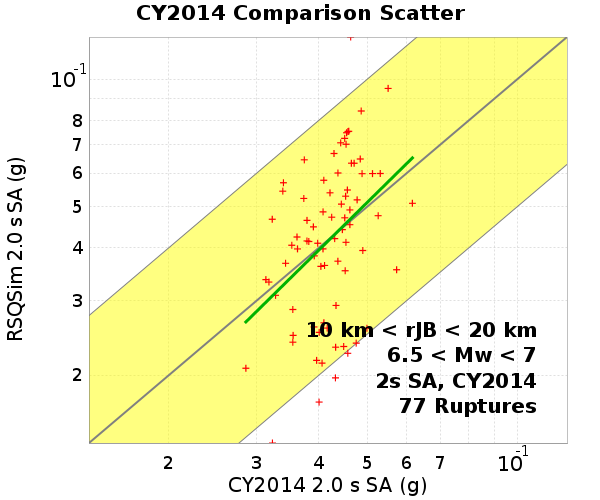 CY2014 Comparison Scatter
RSQSim 2.0 s SA (g)
10⁻¹
8
7
6
5
4
3
2
10 km < rJB < 20 km
6.5 < Mw < 7
2s SA, CY2014
77 Ruptures
2 3 4 5 6 7 10⁻¹
CY2014 2.0 s SA (g)